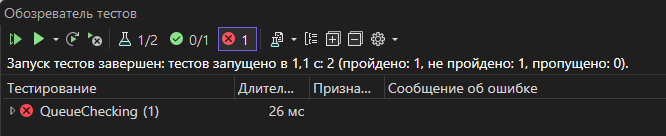 Обозреватель тестов
1/2 0/1 1
Запуск тестов завершен: тестов запущено в 1,1 с: 2 (пройдено: 1, не пройдено: 1, пропущено: 0).
Тестирование Длител... Призна... Сообщение об ошибке
QueueChecking (1) 26 мс